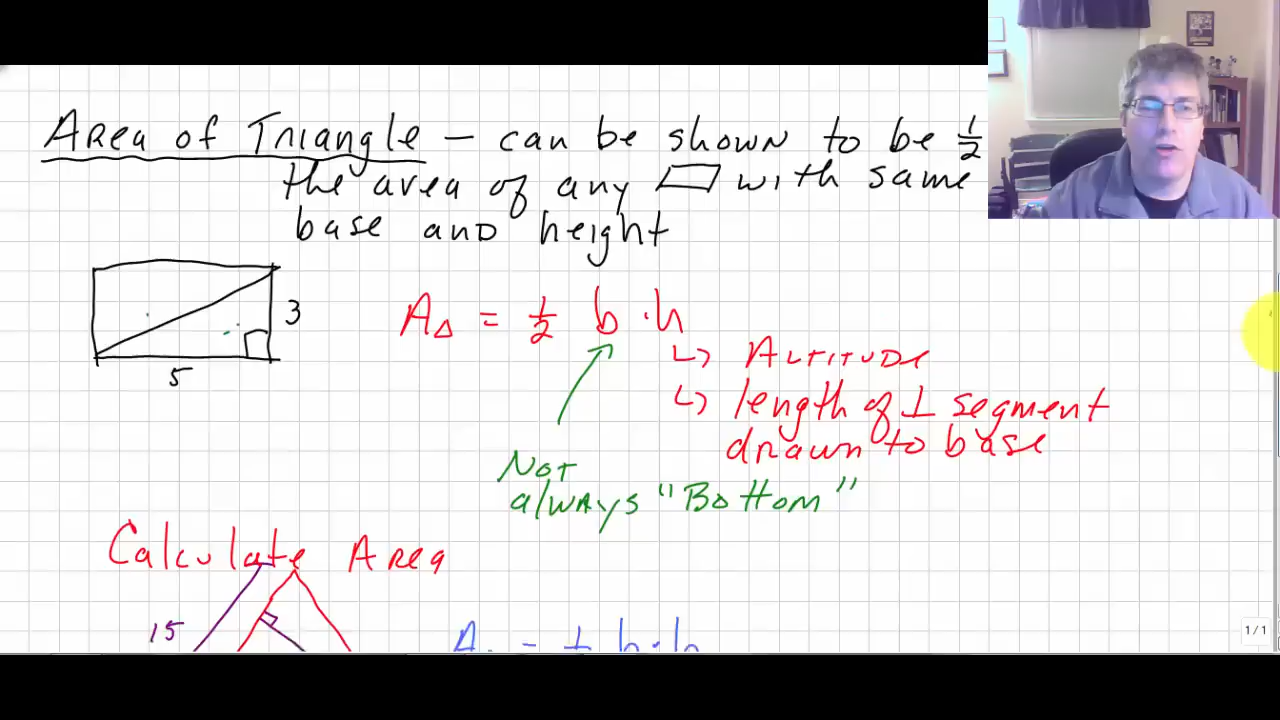 Area of Triangle – can be shown to be 1/2
the area of any ▱ with same
base and height
3
5
A△ = 1/2 b · h
↳ Altitude
↳ length of ⊥ segment
drawn to base
Not
always "Bottom"
Calculate Area
15
1/1